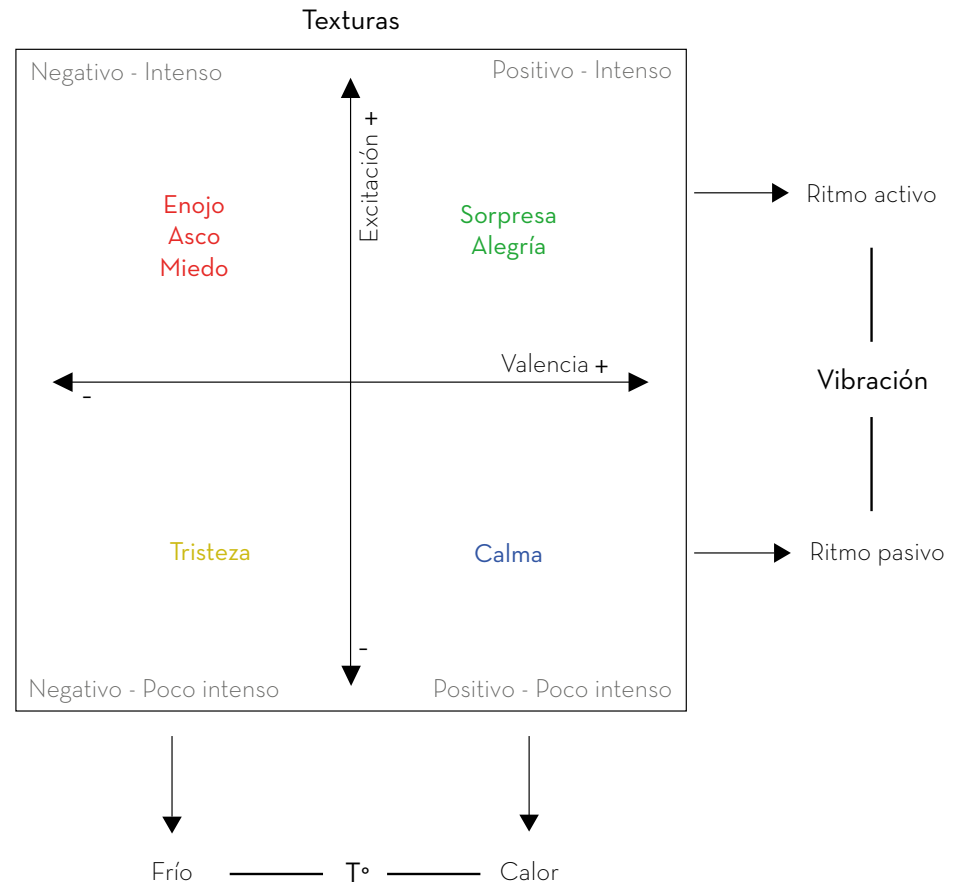 Texturas
Negativo - Intenso
Positivo - Intenso
Excitación +
Enojo
Asco
Miedo
Sorpresa
Alegría
Ritmo activo
Valencia +
-
Vibración
Tristeza
Calma
Ritmo pasivo
-
Negativo - Poco intenso
Positivo - Poco intenso
Frío
Tº
Calor